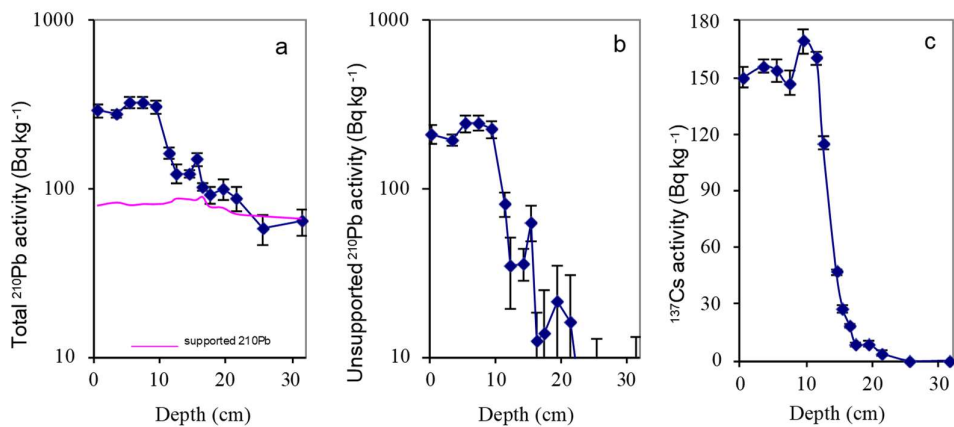 a
Total ²¹⁰Pb activity (Bq kg⁻¹)
1000
100
10
supported 210Pb
0 10 20 30
Depth (cm)
b
Unsupported ²¹⁰Pb activity (Bq kg⁻¹)
1000
100
10
0 10 20 30
Depth (cm)
c
¹³⁷Cs activity (Bq kg⁻¹)
180
150
120
90
60
30
0
0 10 20 30
Depth (cm)